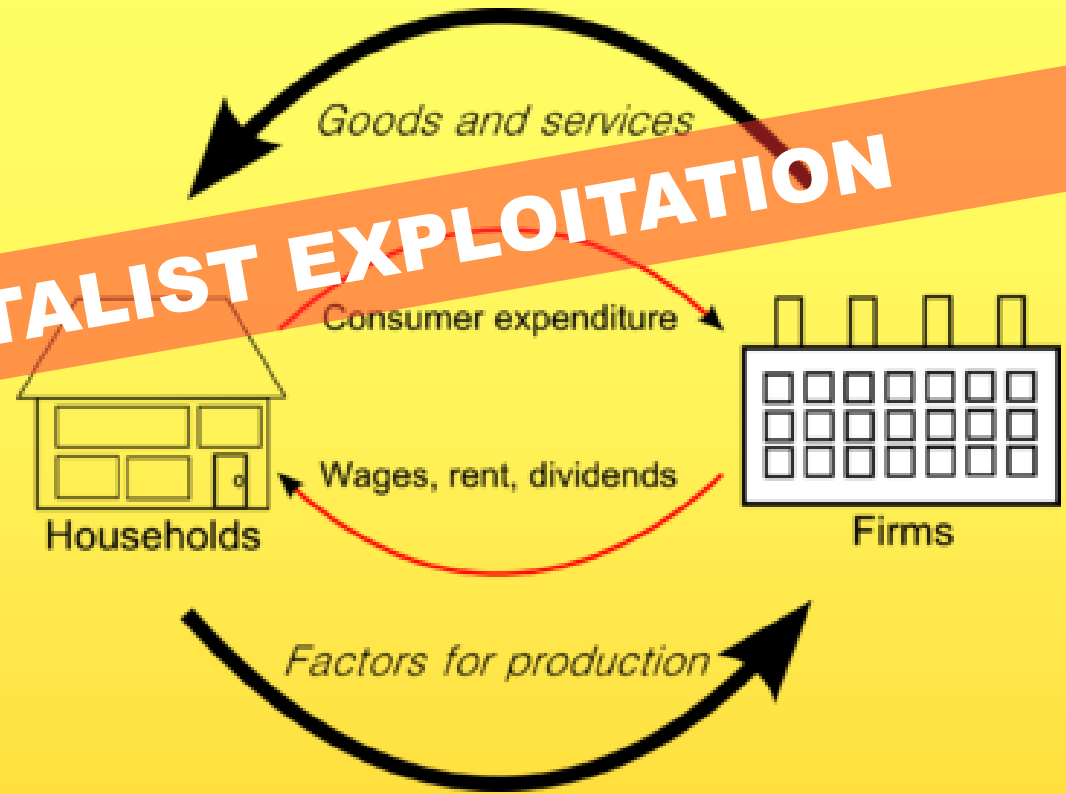 Goods and services
TALIST EXPLOITATION
Consumer expenditure
Wages, rent, dividends
Households
Firms
Factors for production